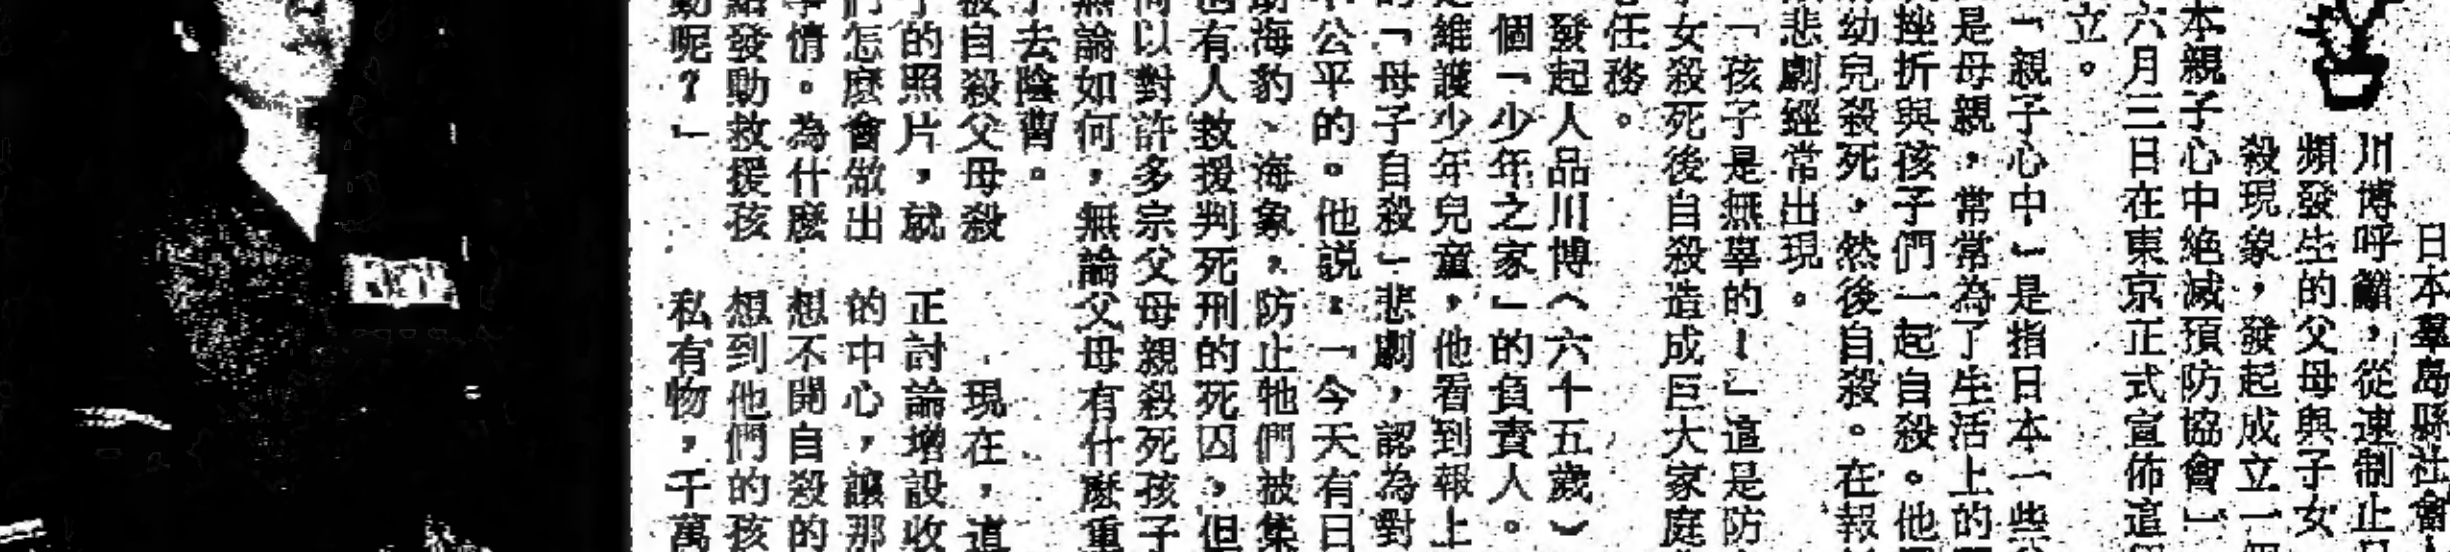 日本羣島縣社會
川博呼籲，從速制止
頻發生的父母與子女
殺現象，發起成立一個
本親子心中絶滅預防協會」
六月三日在東京正式宣佈這
立。
「親子心中」是指日本一些
是母親，常常為了生活上的
挫折與孩子們一起自殺。他
幼兒殺死，然後自殺。在報
悲劇經常出現。
「孩子是無辜的！」這是防
女殺死後自殺造成巨大家庭
任務。
發起人品川博（六十五歲）
個「少年之家」的負責人。
維護少年兒童，他看到報上
的「母子自殺」悲劇，認為對
公平的。他説：「今天有日
海豹、海象，防止牠們被集
有人救援判死刑的死囚，但
何以對許多宗父母親殺死孩子
無論如何，無論父母有什麽重
去陰曹。
現在，這
被自殺父母殺
的照片，就
們怎麽會做出
事情。為什麽
發動救援孩
動呢？」
正討論增設收
的中心，讓那
想不開自殺的
想到他們的孩
私有物，千萬